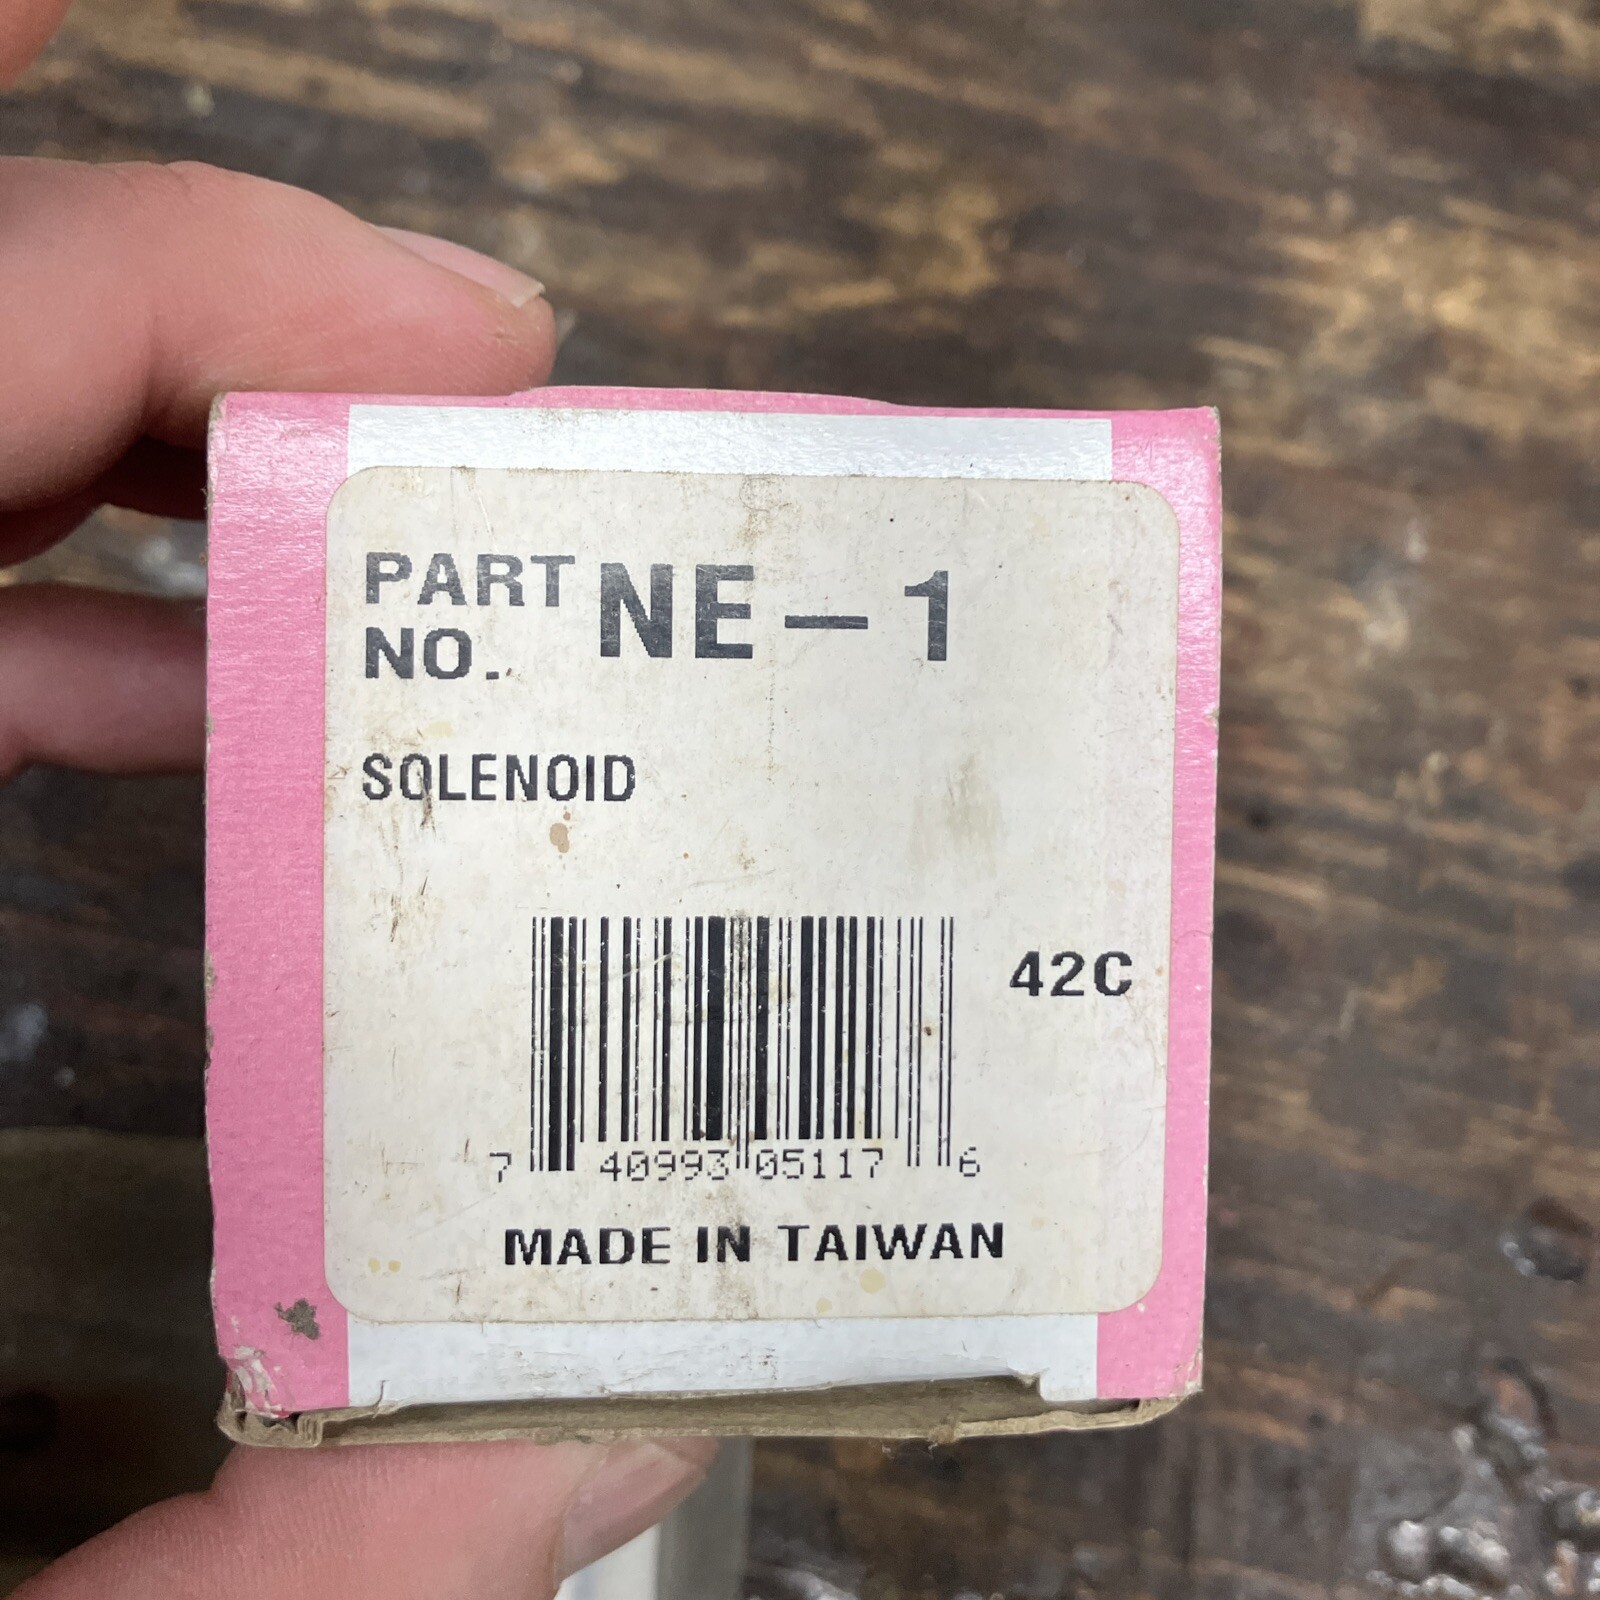 PART NO. NE-1
SOLENOID
42C
7 40993 05117 6
MADE IN TAIWAN